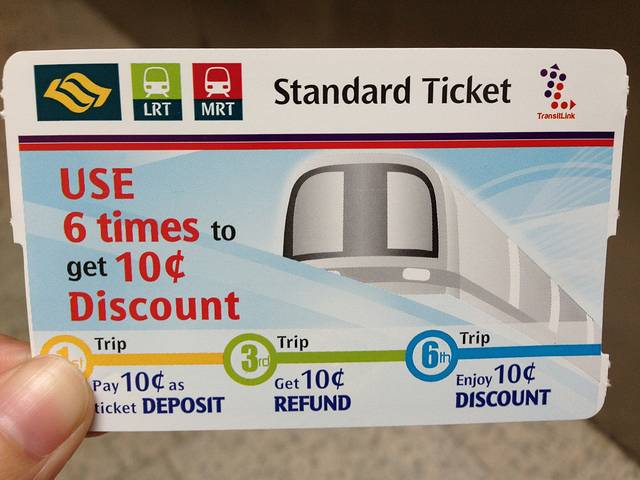 LRT
MRT
Standard Ticket
TransitLink
USE
6 times to
get 10¢
Discount
1st
Trip
Pay 10¢ as
ticket DEPOSIT
3rd
Trip
Get 10¢
REFUND
6th
Trip
Enjoy 10¢
DISCOUNT